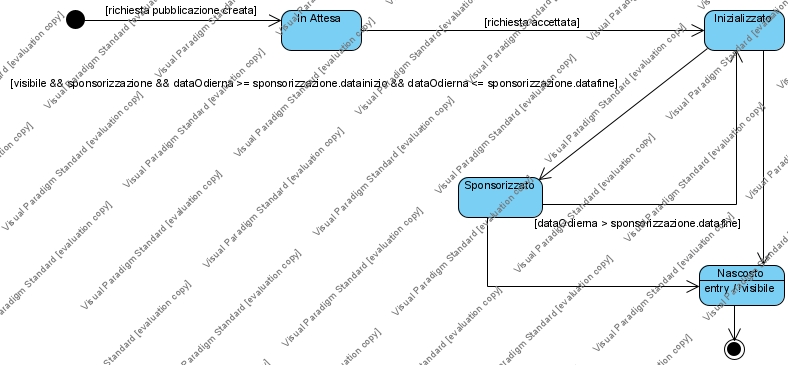 [richiesta pubblicazione creata]
In Attesa
[richiesta accettata]
Inizializzato
[visibile && sponsorizzazione && dataOdierna >= sponsorizzazione.datainizio && dataOdierna <= sponsorizzazione.datafine]
Sponsorizzato
[dataOdierna > sponsorizzazione.datafine]
Nascosto
entry / !visibile
Visual Paradigm Standard [evaluation copy]